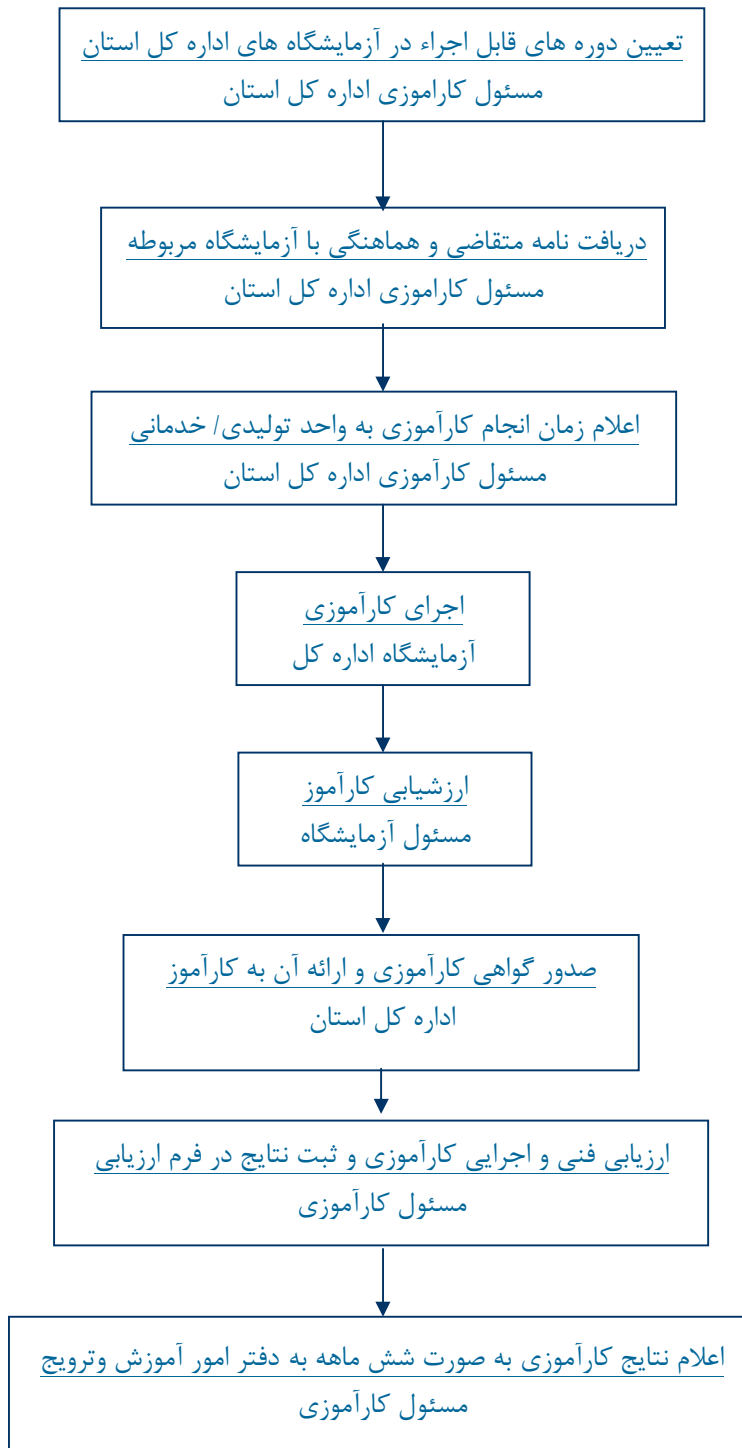 تعیین دوره های قابل اجراء در آزمایشگاه های اداره کل استان
مسئول کاراموزی اداره کل استان
دریافت نامه متقاضی و هماهنگی با آزمایشگاه مربوطه
مسئول کاراموزی اداره کل استان
اعلام زمان انجام کارآموزی به واحد تولیدی/ خدماتی
مسئول کارآموزی اداره کل استان
اجرای کارآموزی
آزمایشگاه اداره کل
ارزشیابی کارآموز
مسئول آزمایشگاه
صدور گواهی کارآموزی و ارائه آن به کارآموز
اداره کل استان
ارزیابی فنی و اجرایی کارآموزی و ثبت نتایج در فرم ارزیابی
مسئول کارآموزی
اعلام نتایج کارآموزی به صورت شش ماهه به دفتر امور آموزش وترویج
مسئول کارآموزی